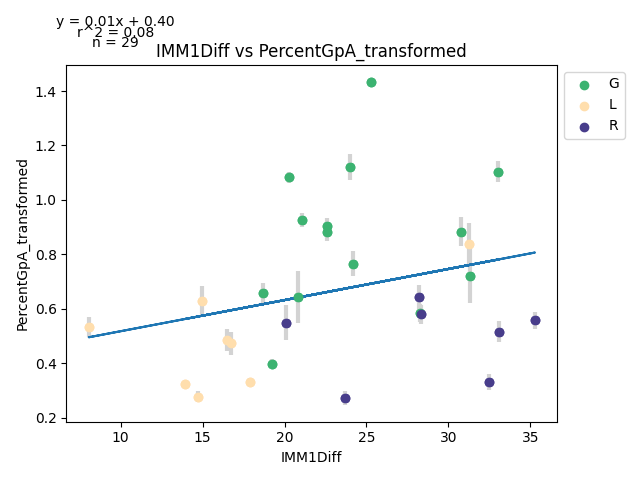 y = 0.01x + 0.40
r^2 = 0.08
n = 29
IMM1Diff vs PercentGpA_transformed
G
L
R
PercentGpA_transformed
1.4
1.2
1.0
0.8
0.6
0.4
0.2
10 15 20 25 30 35
IMM1Diff